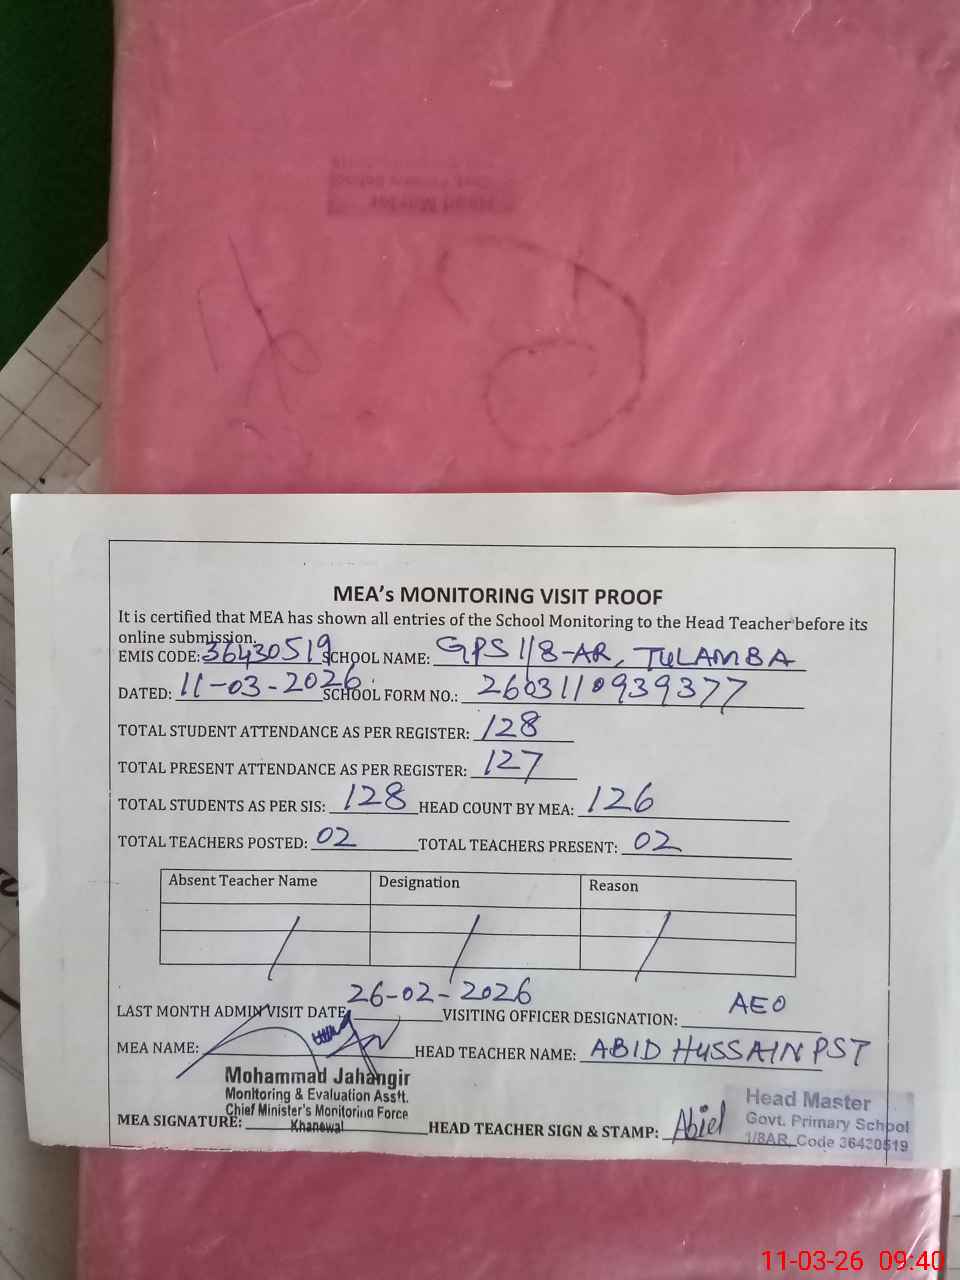 MEA's MONITORING VISIT PROOF
It is certified that MEA has shown all entries of the School Monitoring to the Head Teacher before its
online submission.
EMIS CODE: 36430519 SCHOOL NAME: GPS 1/8-AR, TULAMBA
DATED: 11-03-2026 SCHOOL FORM NO.: 2603110939377
TOTAL STUDENT ATTENDANCE AS PER REGISTER: 128
TOTAL PRESENT ATTENDANCE AS PER REGISTER: 127
TOTAL STUDENTS AS PER SIS: 128 HEAD COUNT BY MEA: 126
TOTAL TEACHERS POSTED: 02 TOTAL TEACHERS PRESENT: 02
Absent Teacher Name Designation Reason
LAST MONTH ADMIN VISIT DATE 26-02-2026 VISITING OFFICER DESIGNATION: AEO
MEA NAME: HEAD TEACHER NAME: ABID HUSSAIN PST
Mohammad Jahangir
Monitoring & Evaluation Ass't.
Chief Minister's Monitoring Force
Khanewal
MEA SIGNATURE: HEAD TEACHER SIGN & STAMP: Abid
Head Master
Govt. Primary School
1/8AR, Code 36430519
11-03-26 09:40